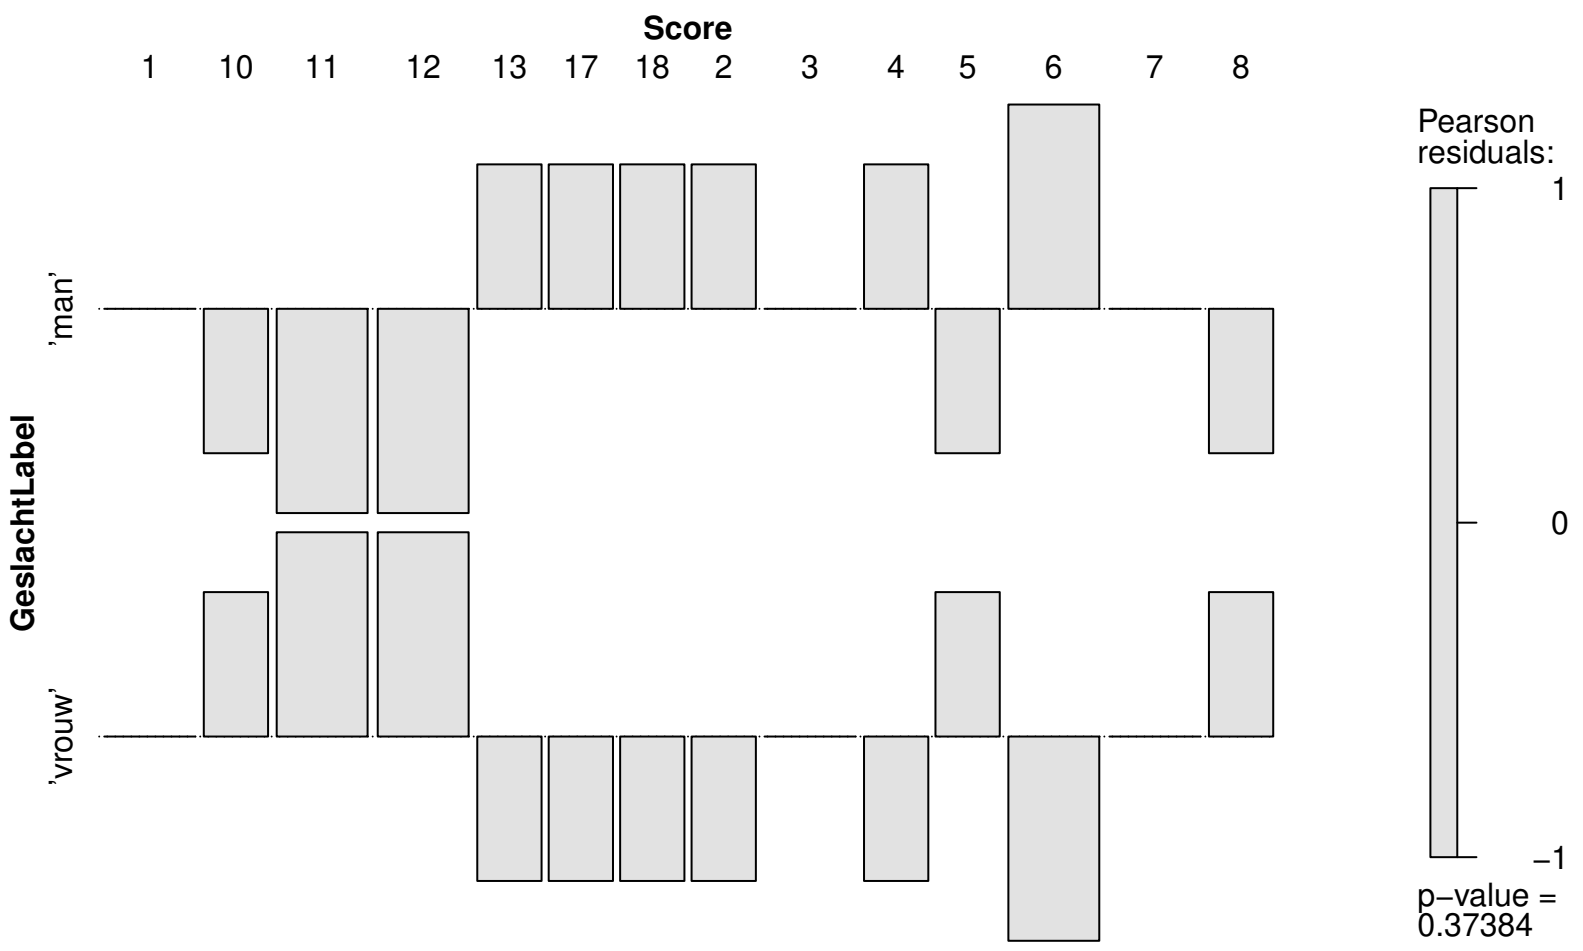 Score
1 10 11 12 13 17 18 2 3 4 5 6 7 8
GeslachtLabel
’man’
’vrouw’
Pearson
residuals:
1
0
−1
p−value =
0.37384